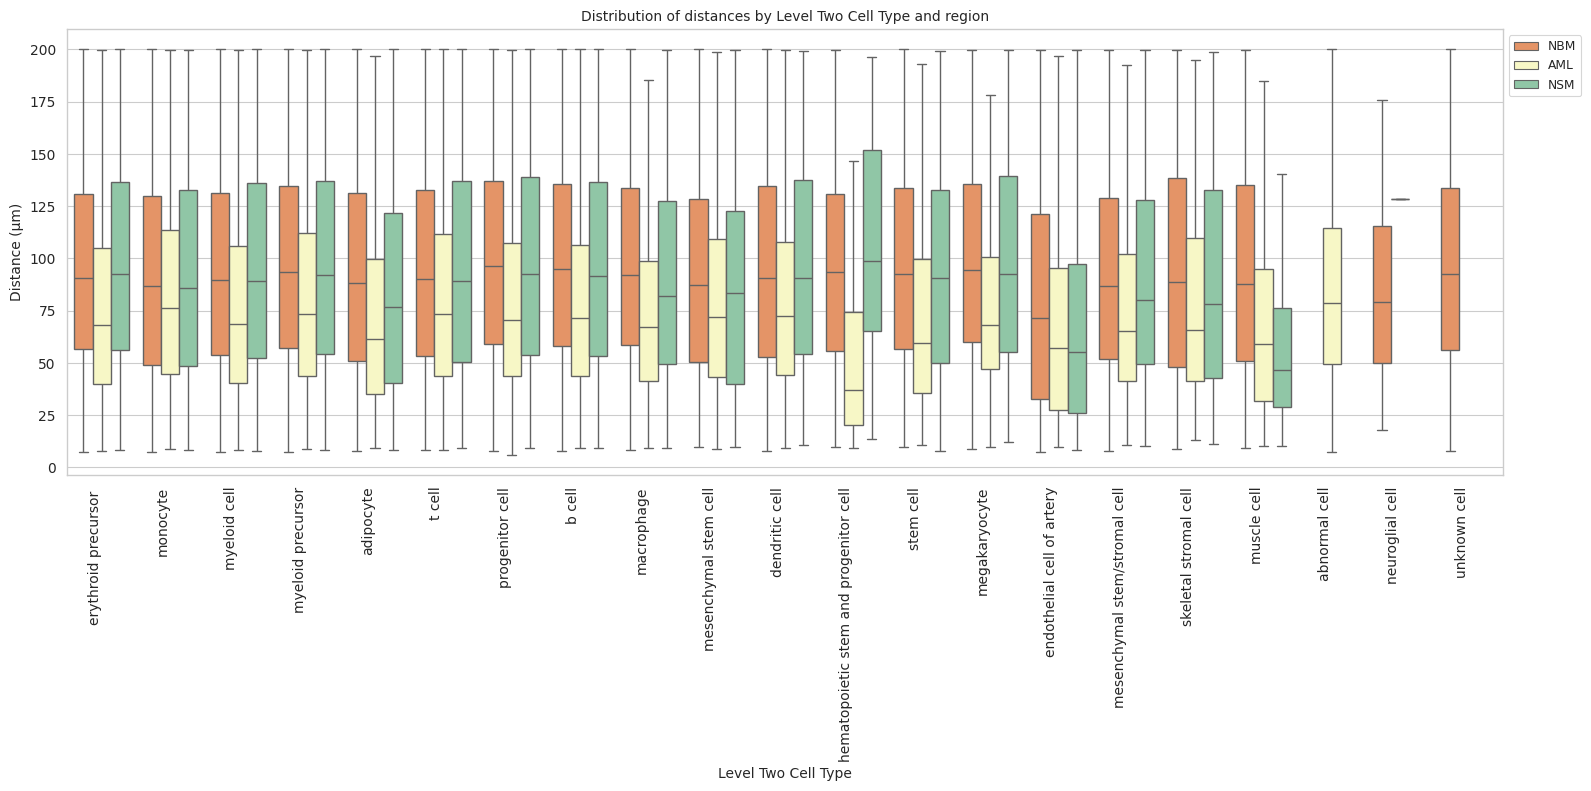 Distribution of distances by Level Two Cell Type and region
NBM
AML
NSM
Distance (μm)
200
175
150
125
100
75
50
25
0
erythroid precursor
monocyte
myeloid cell
myeloid precursor
adipocyte
t cell
progenitor cell
b cell
macrophage
mesenchymal stem cell
dendritic cell
hematopoietic stem and progenitor cell
stem cell
megakaryocyte
endothelial cell of artery
mesenchymal stem/stromal cell
skeletal stromal cell
muscle cell
abnormal cell
neuroglial cell
unknown cell
Level Two Cell Type